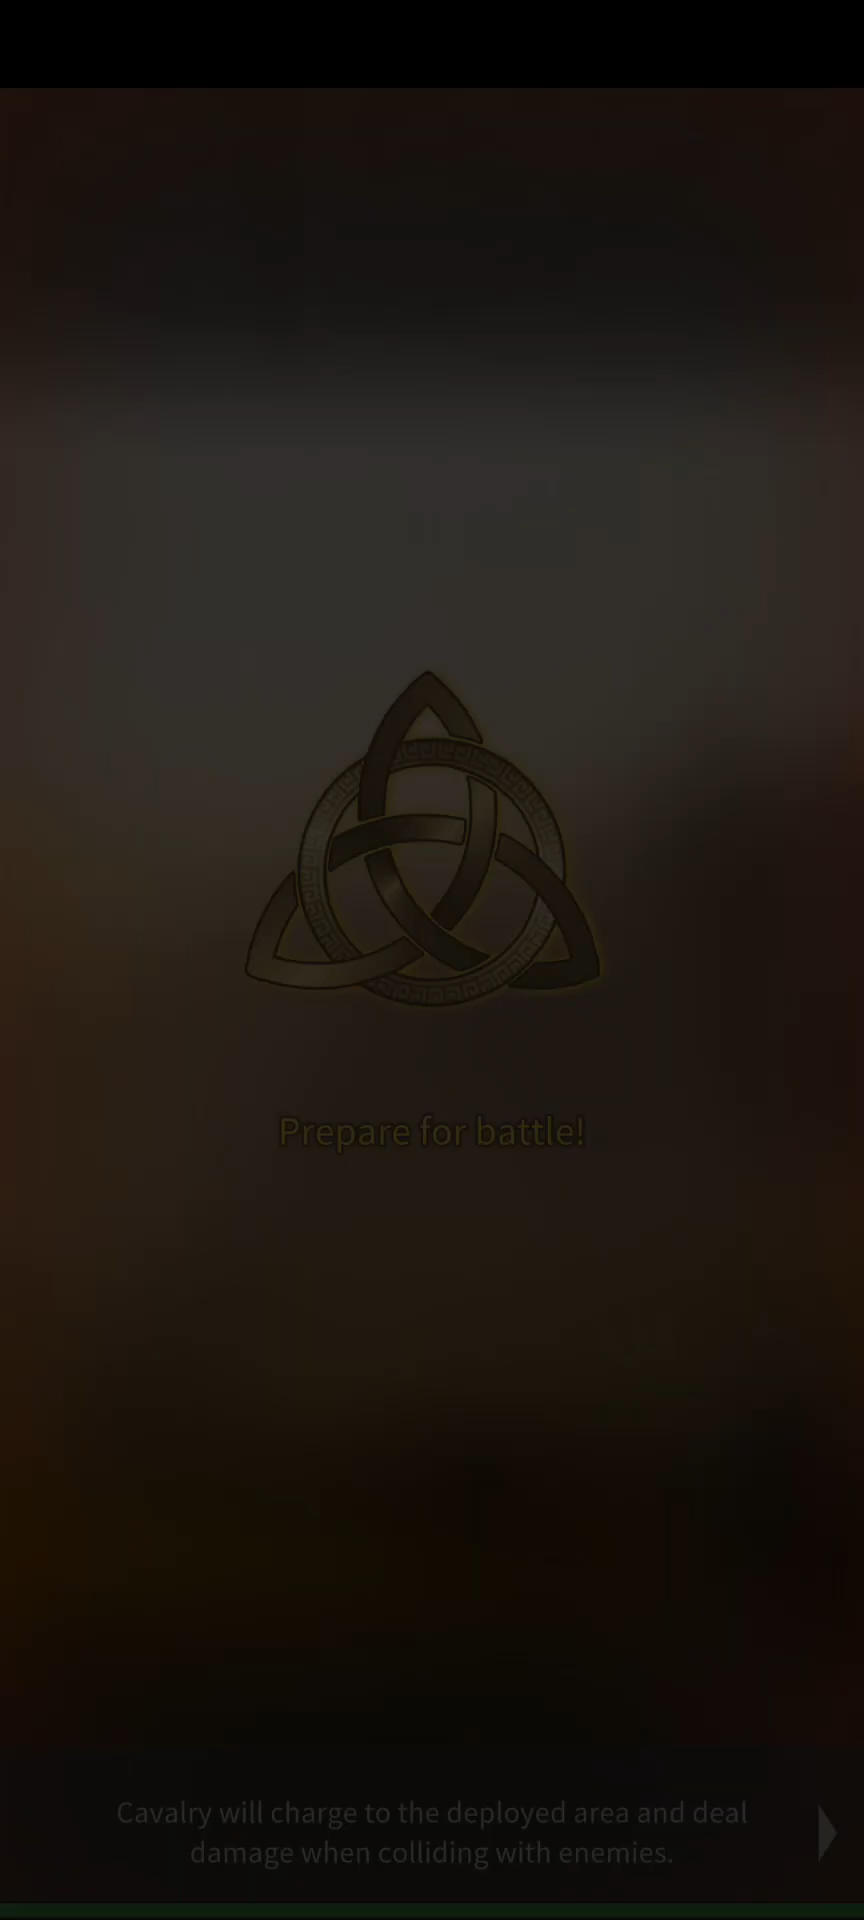 Prepare for battle!
Cavalry will charge to the deployed area and deal
damage when colliding with enemies.